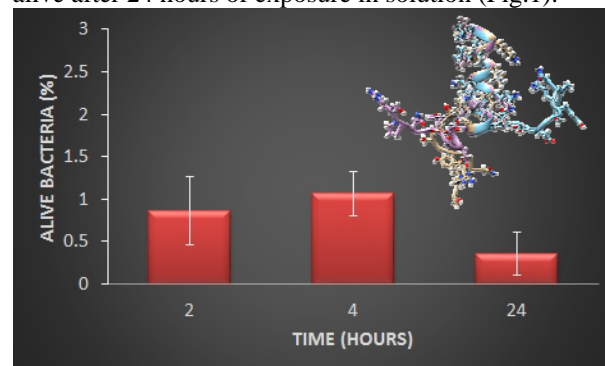 alive after 24 hours of exposure in solution (Fig.1).
3
2.5
2
1.5
1
0.5
0
ALIVE BACTERIA (%)
2 4 24
TIME (HOURS)